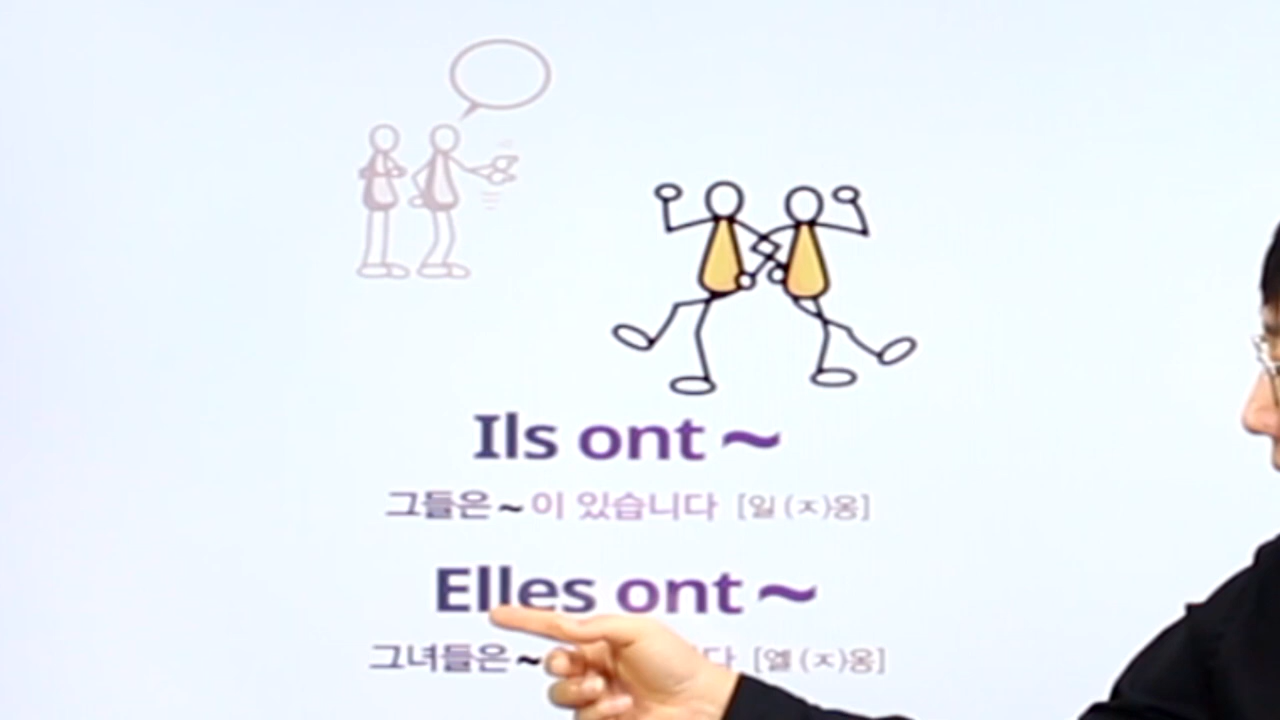 Ils ont ~
그들은 ~ 이 있습니다 [일 (ㅈ)옹]
Elles ont ~
그녀들은 ~ 다 [엘 (ㅈ)옹]